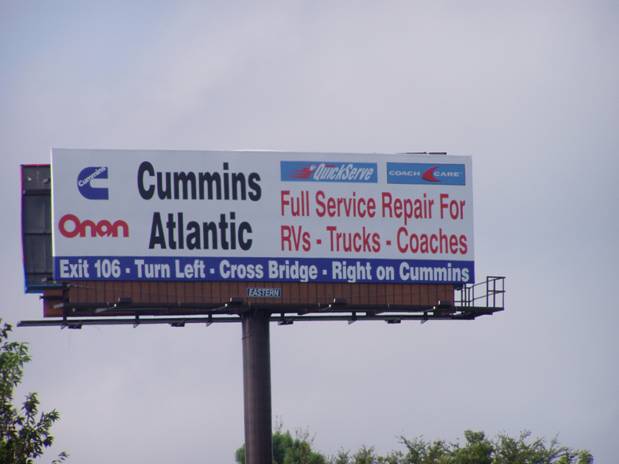 Cummins
Onan
Cummins
Atlantic
QuickServe
COACH CARE
Full Service Repair For
RVs - Trucks - Coaches
Exit 106 - Turn Left - Cross Bridge - Right on Cummins
EASTERN